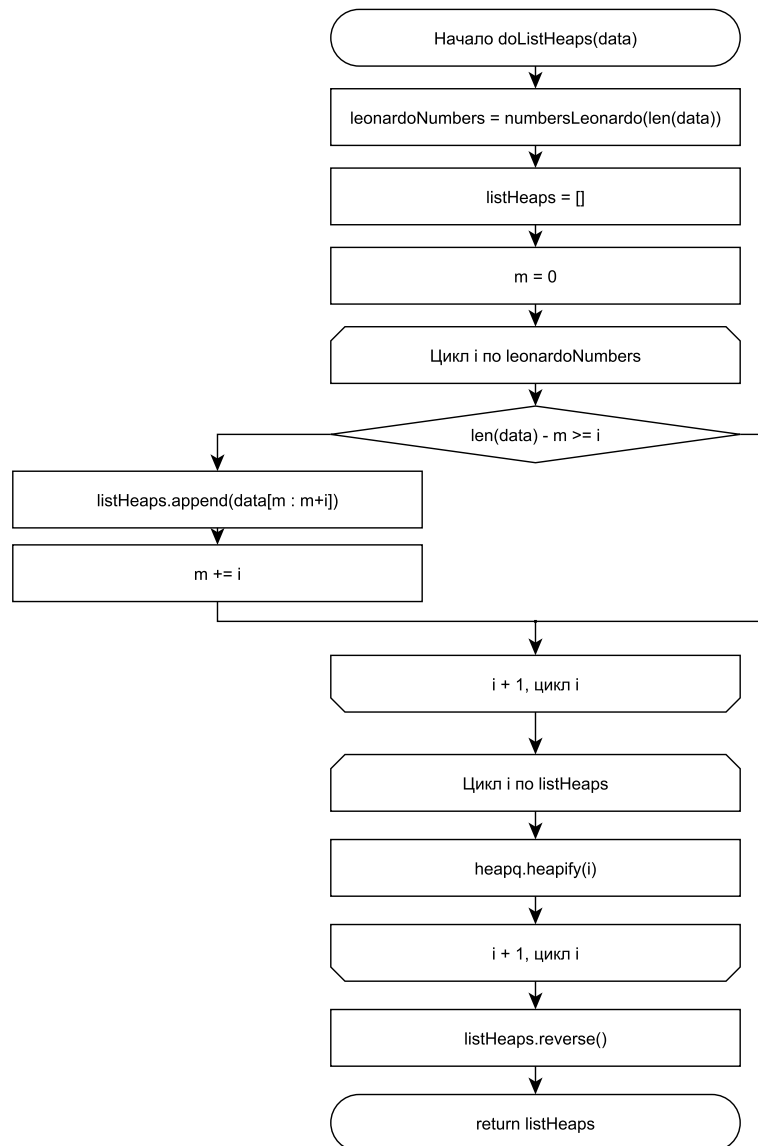 Начало doListHeaps(data)
leonardoNumbers = numbersLeonardo(len(data))
listHeaps = []
m = 0
Цикл i по leonardoNumbers
len(data) - m >= i
listHeaps.append(data[m : m+i])
m += i
i + 1, цикл i
Цикл i по listHeaps
heapq.heapify(i)
i + 1, цикл i
listHeaps.reverse()
return listHeaps